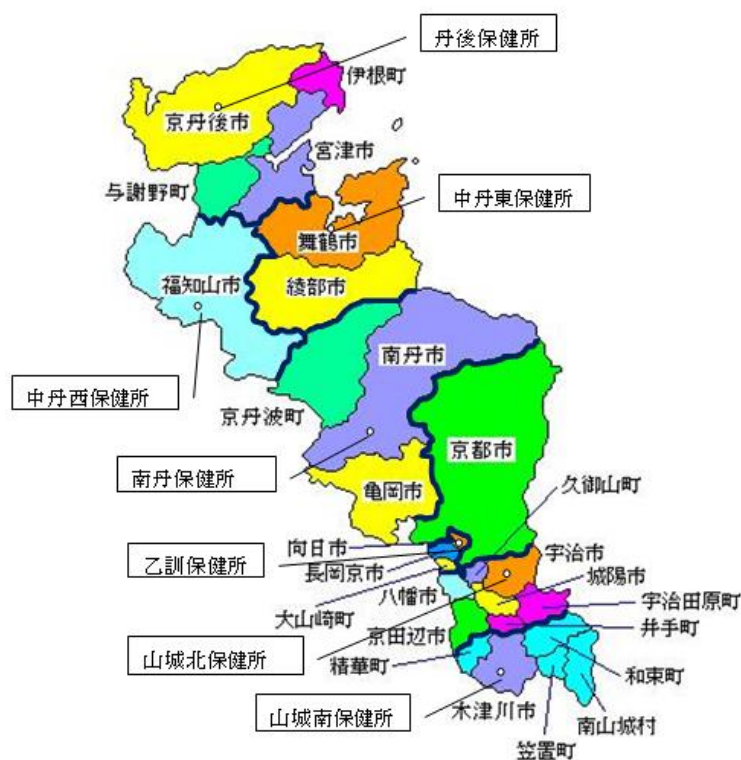 丹後保健所
伊根町
京丹後市
宮津市
与謝野町
中丹東保健所
舞鶴市
福知山市
綾部市
南丹市
中丹西保健所
京丹波町
京都市
南丹保健所
亀岡市
久御山町
向日市
宇治市
乙訓保健所
長岡京市
城陽市
八幡市
大山崎町
宇治田原町
京田辺市
井手町
山城北保健所
精華町
和東町
山城南保健所
木津川市
南山城村
笠置町